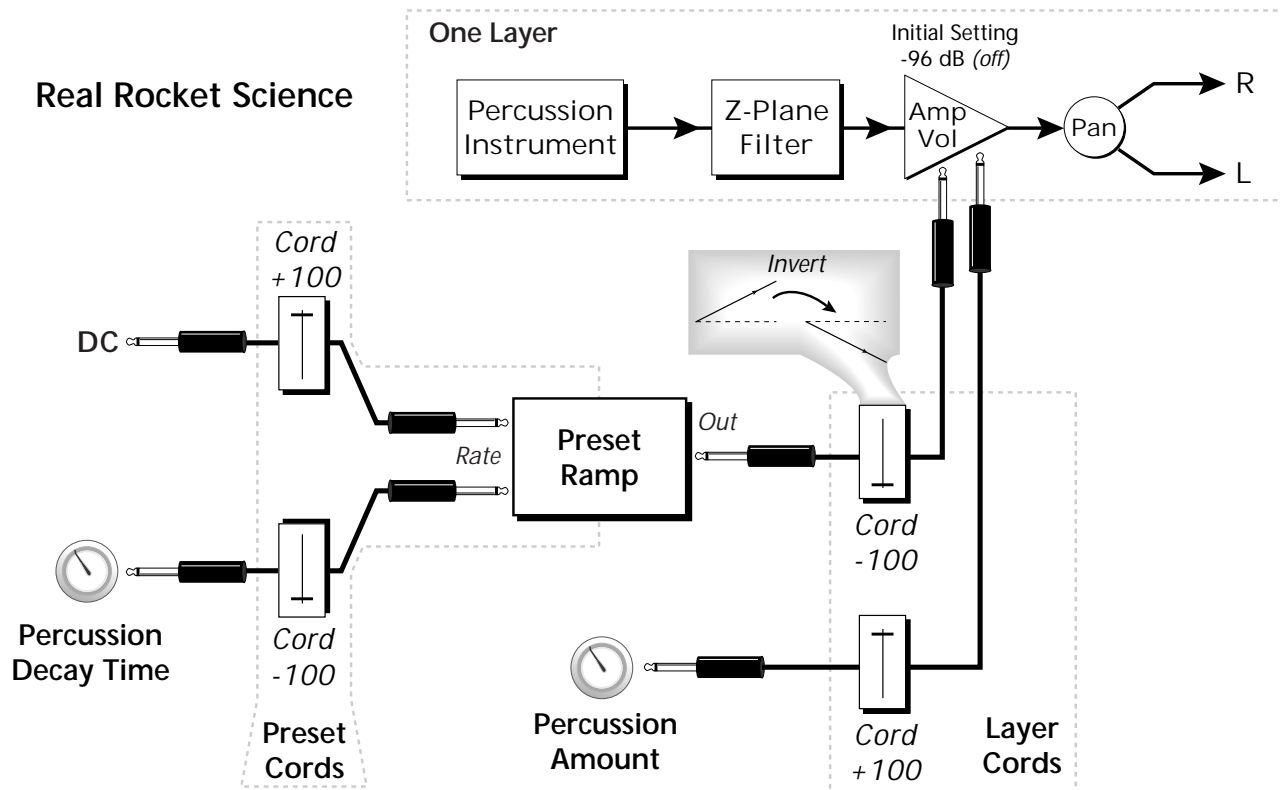 One Layer
Initial Setting
-96 dB (off)
Real Rocket Science
Percussion
Instrument
Z-Plane
Filter
Amp
Vol
Pan
R
L
Cord
+100
Invert
DC
Rate
Preset
Ramp
Out
Cord
-100
Percussion
Decay Time
Cord
-100
Preset
Cords
Percussion
Amount
Cord
+100
Layer
Cords